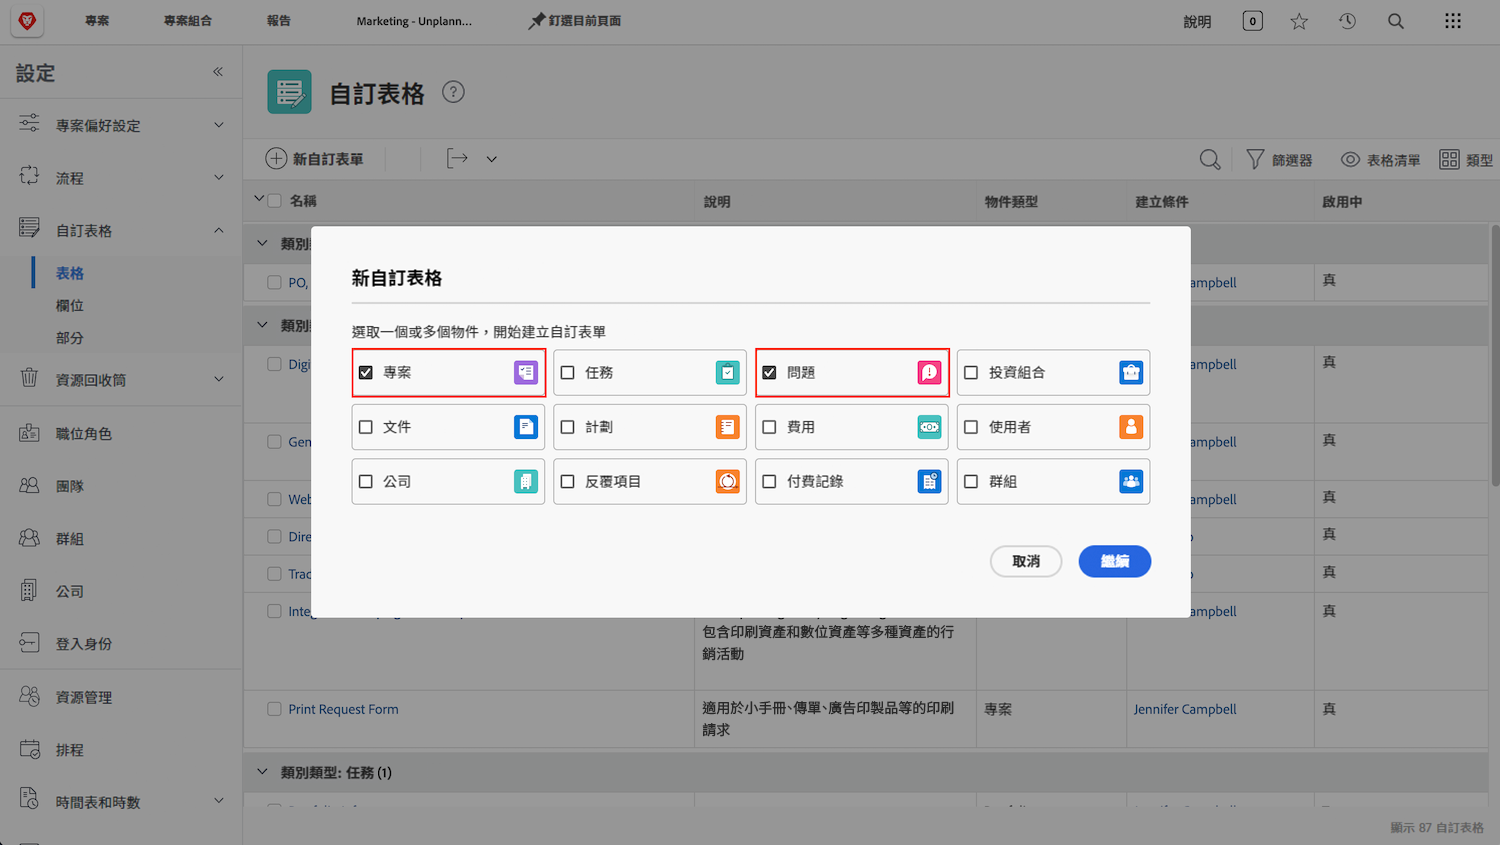 專案 專案組合 報告 Marketing - Unplann... 釘選目前頁面 說明 0
設定
專案偏好設定
流程
自訂表格
表格
欄位
部分
資源回收筒
職位角色
團隊
群組
公司
登入身份
資源管理
排程
時間表和時數
自訂表格
新自訂表單 篩選器 表格清單 類型
名稱 說明 物件類型 建立條件 啟用中
類別
PO, ampbell 真
類別
Digi ampbell 真
Gen ampbell 真
Web ampbell 真
Dire 真
Trac 真
Inte ampbell 真
包含印刷資產和數位資產等多種資產的行
銷活動
Print Request Form 適用於小手冊、傳單、廣告印製品等的印刷 專案 Jennifer Campbell 真
請求
類別類型: 任務 (1)
顯示 87 自訂表格
新自訂表格
選取一個或多個物件,開始建立自訂表單
專案 任務 問題 投資組合
文件 計劃 費用 使用者
公司 反覆項目 付費記錄 群組
取消 繼續